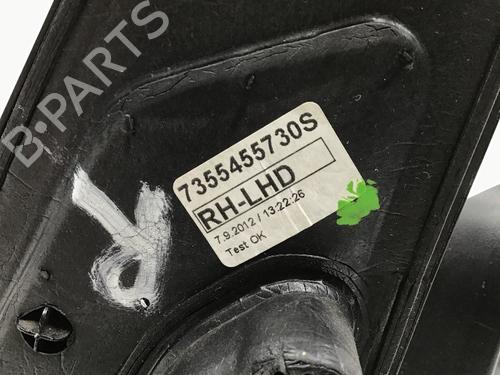 B-PARTS
7355455730S
RH-LHD
7.9.2012 / 13:22:26
Test OK